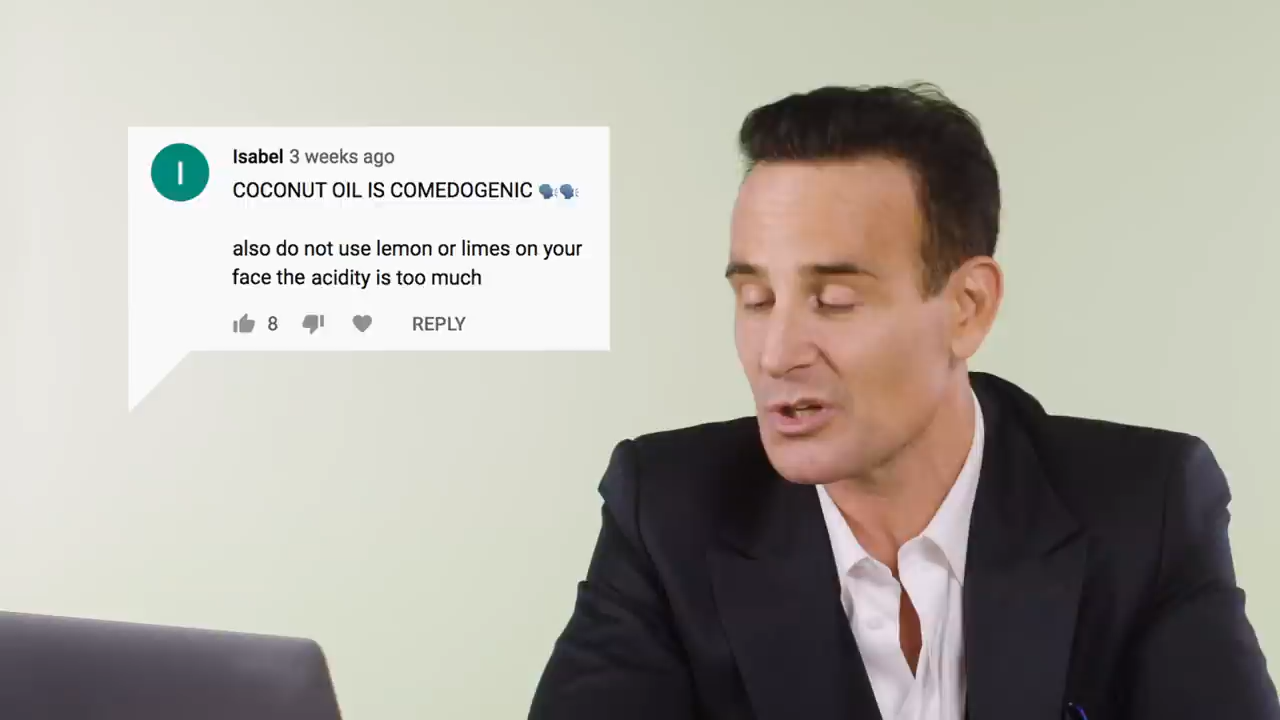 I
Isabel 3 weeks ago
COCONUT OIL IS COMEDOGENIC 🗣🗣
also do not use lemon or limes on your
face the acidity is too much
8 REPLY